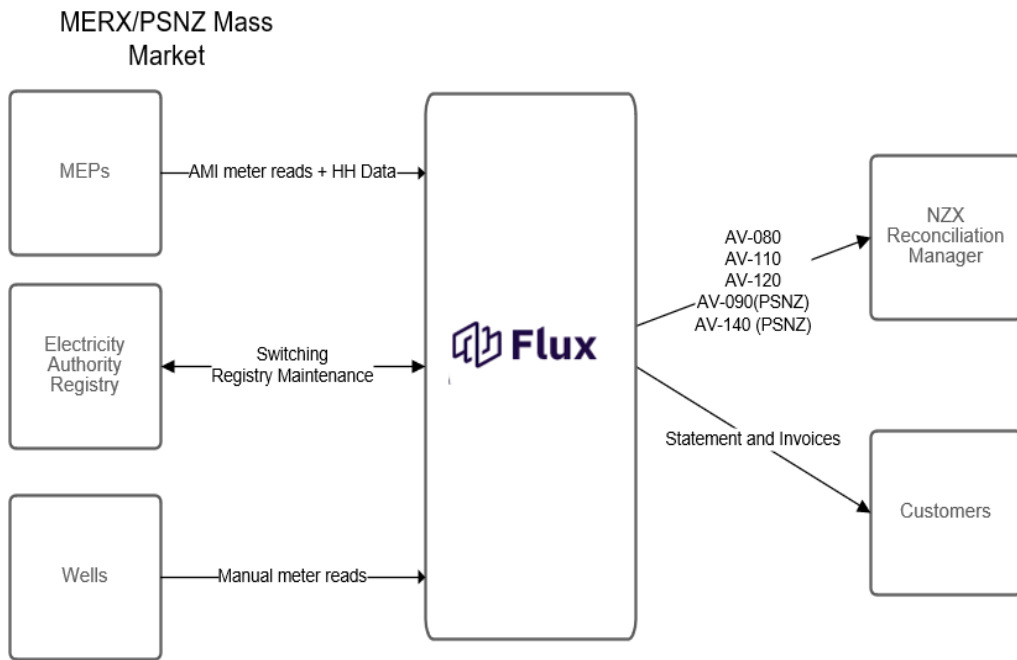 MERX/PSNZ Mass
Market
MEPs
AMI meter reads + HH Data
Electricity
Authority
Registry
Switching
Registry Maintenance
Wells
Manual meter reads
Flux
AV-080
AV-110
AV-120
AV-090(PSNZ)
AV-140 (PSNZ)
NZX
Reconciliation
Manager
Statement and Invoices
Customers